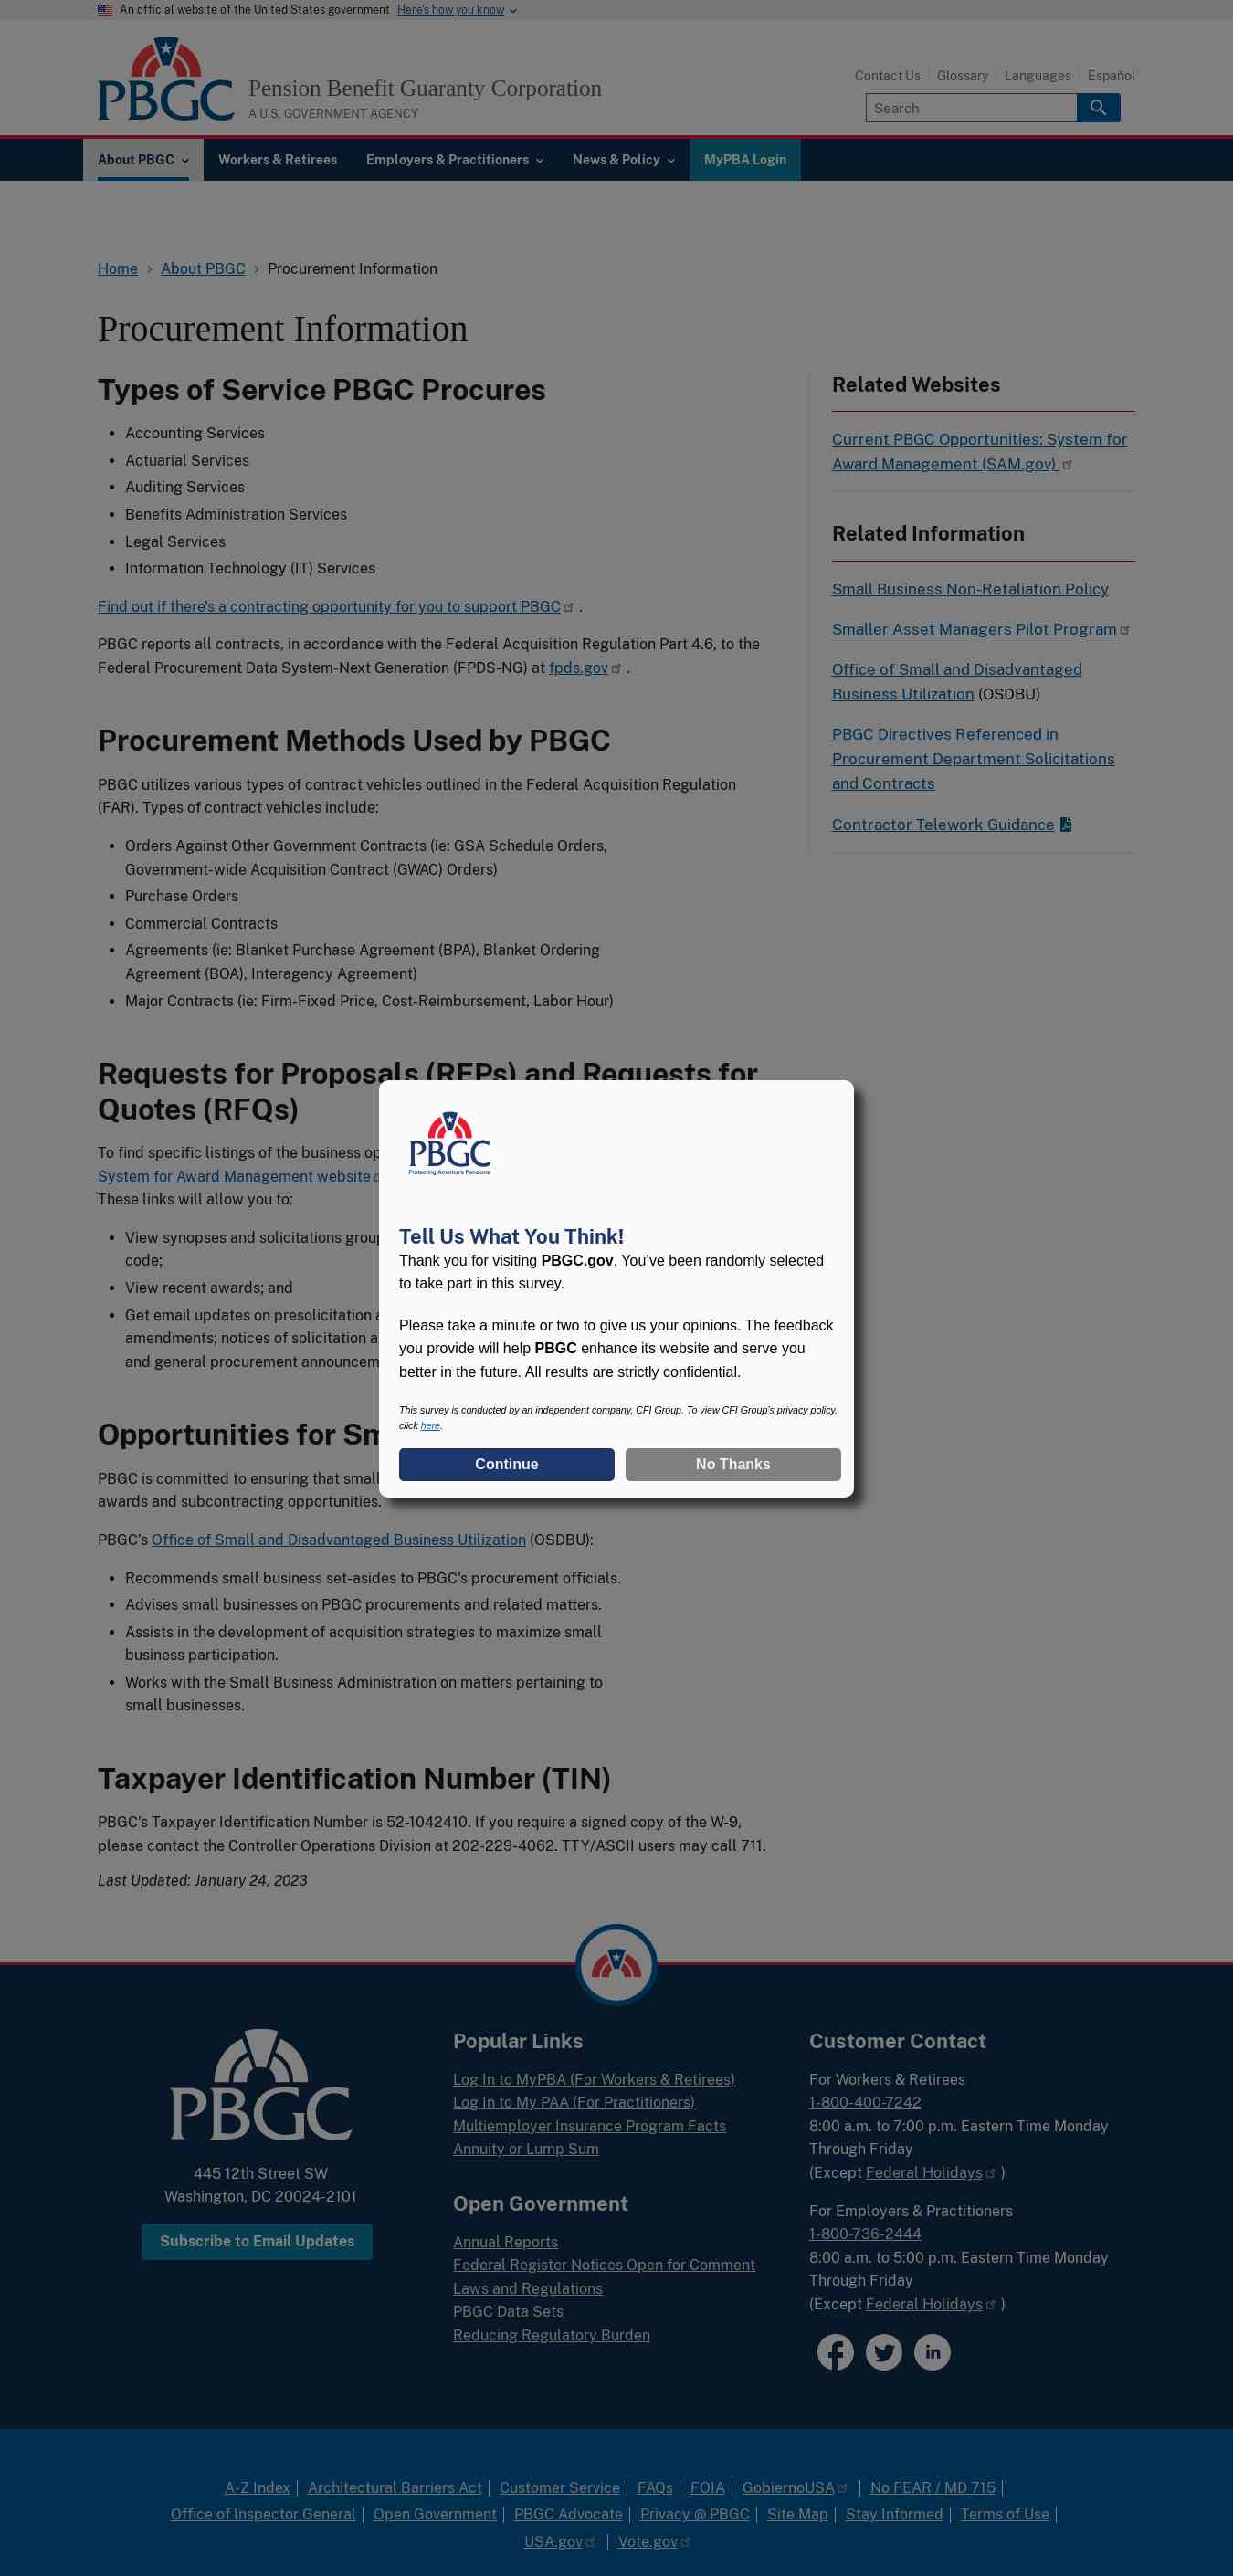 An official website of the United States government Here's how you know
PBGC
Pension Benefit Guaranty Corporation
A U.S. GOVERNMENT AGENCY
Contact Us Glossary Languages Español
Search
About PBGC Workers & Retirees Employers & Practitioners News & Policy MyPBA Login
Home About PBGC Procurement Information
Procurement Information
Types of Service PBGC Procures
• Accounting Services
• Actuarial Services
• Auditing Services
• Benefits Administration Services
• Legal Services
• Information Technology (IT) Services
Find out if there's a contracting opportunity for you to support PBGC .
PBGC reports all contracts, in accordance with the Federal Acquisition Regulation Part 4.6, to the
Federal Procurement Data System-Next Generation (FPDS-NG) at fpds.gov .
Procurement Methods Used by PBGC
PBGC utilizes various types of contract vehicles outlined in the Federal Acquisition Regulation
(FAR). Types of contract vehicles include:
• Orders Against Other Government Contracts (ie: GSA Schedule Orders,
Government-wide Acquisition Contract (GWAC) Orders)
• Purchase Orders
• Commercial Contracts
• Agreements (ie: Blanket Purchase Agreement (BPA), Blanket Ordering
Agreement (BOA), Interagency Agreement)
• Major Contracts (ie: Firm-Fixed Price, Cost-Reimbursement, Labor Hour)
Requests for Proposals (RFPs) and Requests for
Quotes (RFQs)
To find specific listings of the business
System for Award Management website
These links will allow you to:
• View synopses and solicitations
code;
• View recent awards; and
• Get email updates on presolicitation
amendments; notices of solicitation
and general procurement
Opportunities for
PBGC is committed to ensuring that
awards and subcontracting opportunities.
PBGC's Office of Small and Disadvantaged Business Utilization (OSDBU):
• Recommends small business set-asides to PBGC's procurement officials.
• Advises small businesses on PBGC procurements and related matters.
• Assists in the development of acquisition strategies to maximize small
business participation.
• Works with the Small Business Administration on matters pertaining to
small businesses.
Taxpayer Identification Number (TIN)
PBGC's Taxpayer Identification Number is 52-1042410. If you require a signed copy of the W-9,
please contact the Controller Operations Division at 202-229-4062. TTY/ASCII users may call 711.
Last Updated: January 24, 2023
Related Websites
Current PBGC Opportunities: System for
Award Management (SAM.gov)
Related Information
Small Business Non-Retaliation Policy
Smaller Asset Managers Pilot Program
Office of Small and Disadvantaged
Business Utilization (OSDBU)
PBGC Directives Referenced in
Procurement Department Solicitations
and Contracts
Contractor Telework Guidance
PBGC
Protecting America's Pensions
Tell Us What You Think!
Thank you for visiting PBGC.gov. You've been randomly selected
to take part in this survey.
Please take a minute or two to give us your opinions. The feedback
you provide will help PBGC enhance its website and serve you
better in the future. All results are strictly confidential.
This survey is conducted by an independent company, CFI Group. To view CFI Group's privacy policy,
click here.
Continue No Thanks
PBGC
445 12th Street SW
Washington, DC 20024-2101
Subscribe to Email Updates
Popular Links
Log In to MyPBA (For Workers & Retirees)
Log In to My PAA (For Practitioners)
Multiemployer Insurance Program Facts
Annuity or Lump Sum
Open Government
Annual Reports
Federal Register Notices Open for Comment
Laws and Regulations
PBGC Data Sets
Reducing Regulatory Burden
Customer Contact
For Workers & Retirees
1-800-400-7242
8:00 a.m. to 7:00 p.m. Eastern Time Monday
Through Friday
(Except Federal Holidays )
For Employers & Practitioners
1-800-736-2444
8:00 a.m. to 5:00 p.m. Eastern Time Monday
Through Friday
(Except Federal Holidays )
in
A-Z Index | Architectural Barriers Act | Customer Service | FAQs | FOIA | GobiernoUSA | No FEAR / MD 715 |
Office of Inspector General | Open Government | PBGC Advocate | Privacy @ PBGC | Site Map | Stay Informed | Terms of Use |
USA.gov | Vote.gov